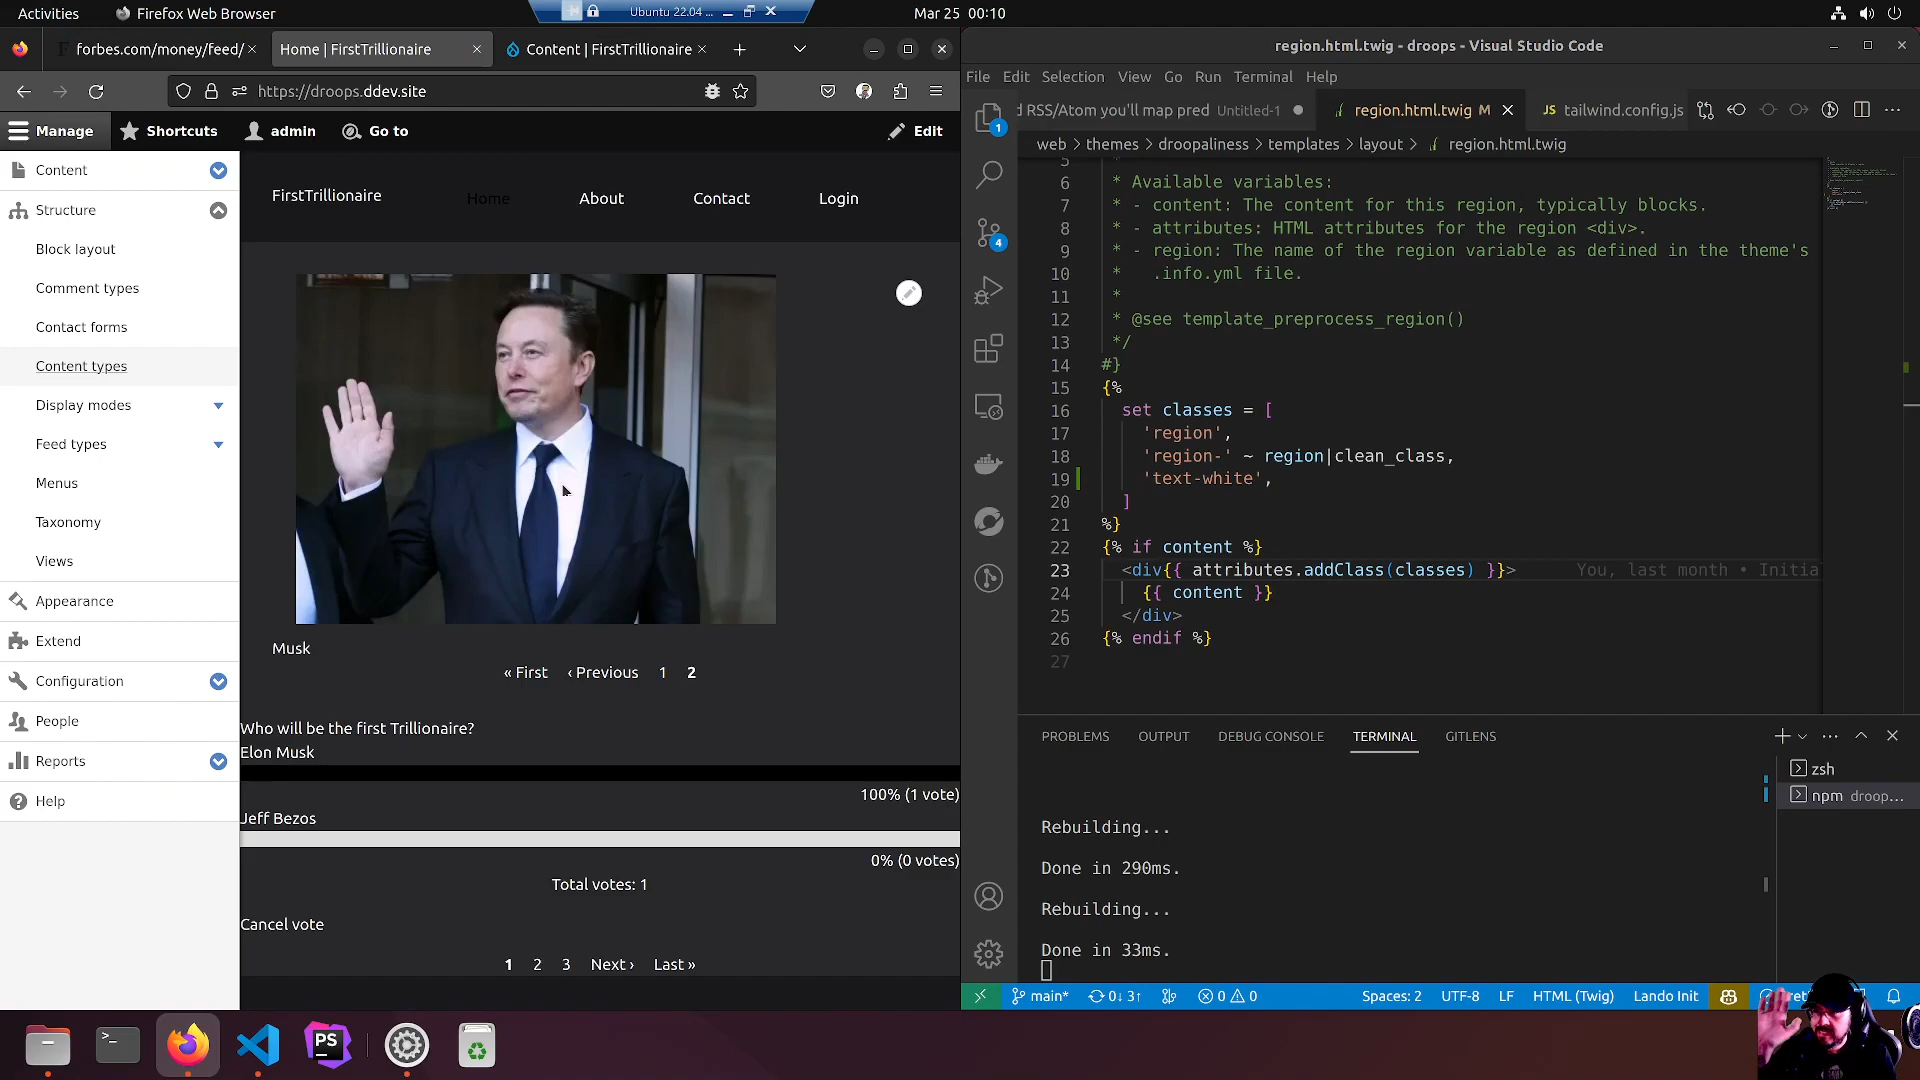 Activities
Firefox Web Browser
Ubuntu 22.04 ...
Mar 25 00:10
forbes.com/money/feed/
Home | FirstTrillionaire
Content | FirstTrillionaire
https://droops.ddev.site
Manage
Shortcuts
admin
Go to
Edit
Content
Structure
Block layout
Comment types
Contact forms
Content types
Display modes
Feed types
Menus
Taxonomy
Views
Appearance
Extend
Configuration
People
Reports
Help
FirstTrillionaire
Home
About
Contact
Login
Musk
« First ‹ Previous 1 2
Who will be the first Trillionaire?
Elon Musk
100% (1 vote)
Jeff Bezos
0% (0 votes)
Total votes: 1
Cancel vote
1 2 3 Next › Last »
region.html.twig - droops - Visual Studio Code
File Edit Selection View Go Run Terminal Help
d RSS/Atom you'll map pred Untitled-1
region.html.twig M
JS tailwind.config.js
web > themes > droopaliness > templates > layout > region.html.twig
5 *
6 * Available variables:
7 * - content: The content for this region, typically blocks.
8 * - attributes: HTML attributes for the region <div>.
9 * - region: The name of the region variable as defined in the theme's
10 * .info.yml file.
11 *
12 * @see template_preprocess_region()
13 */
14 #}
15 {%
16 set classes = [
17 'region',
18 'region-' ~ region|clean_class,
19 'text-white',
20 ]
21 %}
22 {% if content %}
23 <div{{ attributes.addClass(classes) }}> You, last month • Initia
24 {{ content }}
25 </div>
26 {% endif %}
27
1
4
PROBLEMS OUTPUT DEBUG CONSOLE TERMINAL GITLENS
zsh
npm droop...
Rebuilding...
Done in 290ms.
Rebuilding...
Done in 33ms.
main* 0↓ 3↑ 0 0
Spaces: 2 UTF-8 LF HTML (Twig) Lando Init
PS